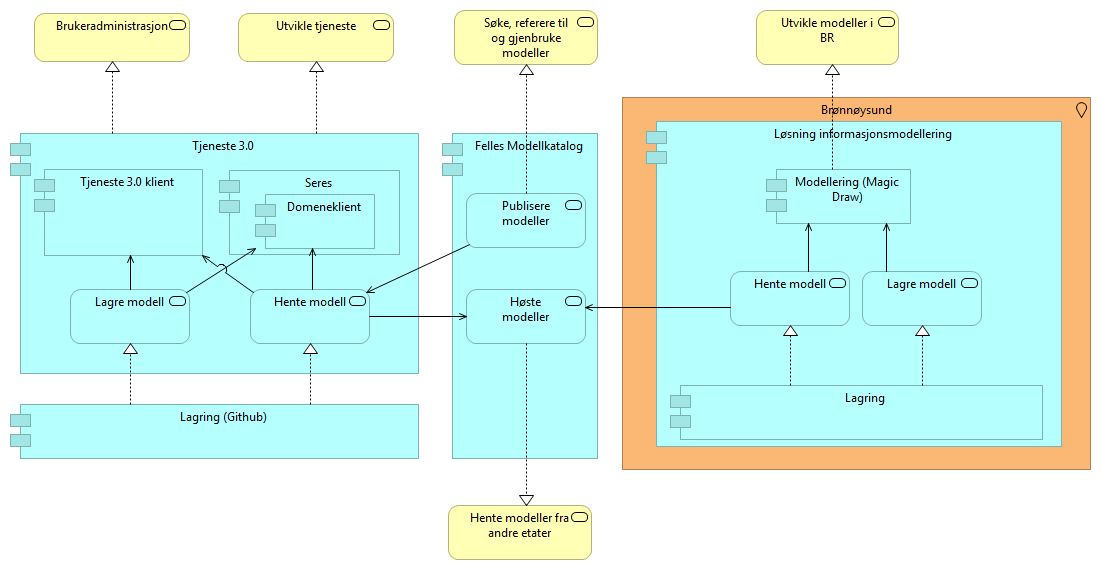 Brukeradministrasjon
Utvikle tjeneste
Søke, referere til
og gjenbruke
modeller
Utvikle modeller i
BR
Brønnøysund
Tjeneste 3.0
Felles Modellkatalog
Løsning informasjonsmodellering
Tjeneste 3.0 klient
Seres
Domeneklient
Publisere
modeller
Modellering (Magic
Draw)
Lagre modell
Hente modell
Høste
modeller
Hente modell
Lagre modell
Lagring (Github)
Lagring
Hente modeller fra
andre etater